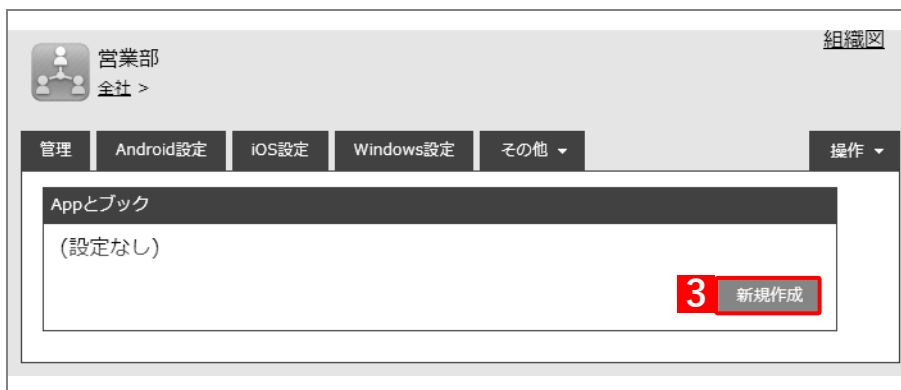 組織図
営業部
全社 >
管理 Android設定 iOS設定 Windows設定 その他 ▼ 操作 ▼
Appとブック
(設定なし)
3 新規作成